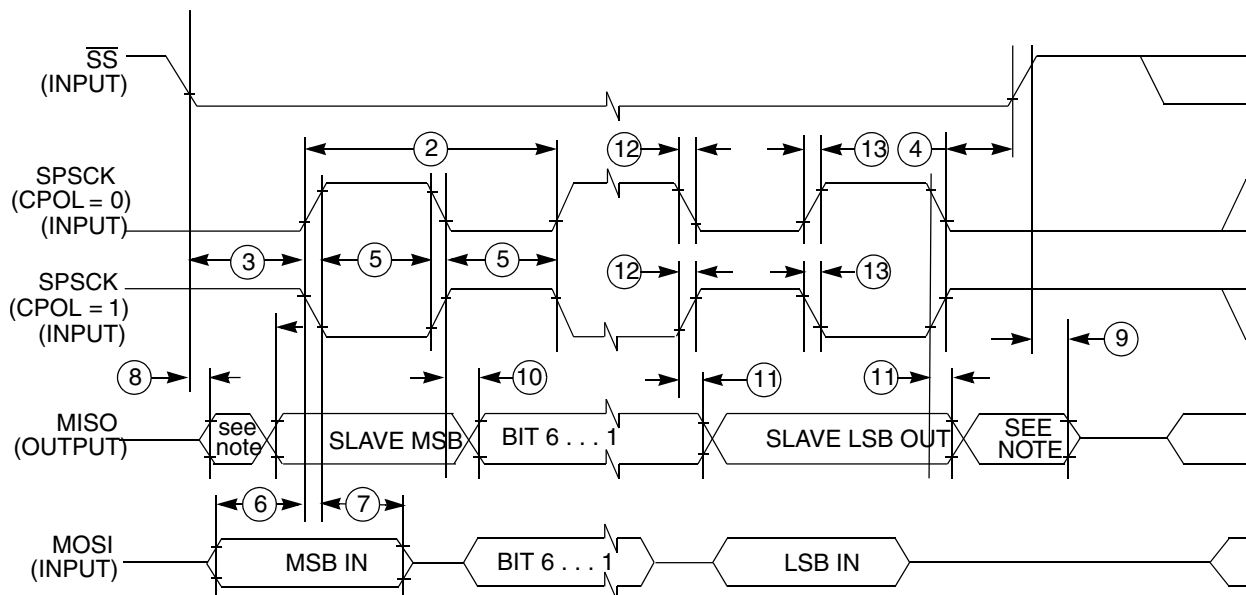 SS
(INPUT)
SPSCK
(CPOL = 0)
(INPUT)
SPSCK
(CPOL = 1)
(INPUT)
MISO
(OUTPUT)
MOSI
(INPUT)
2
12
13
4
3
5
5
12
13
8
10
11
11
9
see
note
SLAVE MSB
BIT 6 . . . 1
SLAVE LSB OUT
SEE
NOTE
6
7
MSB IN
BIT 6 . . . 1
LSB IN